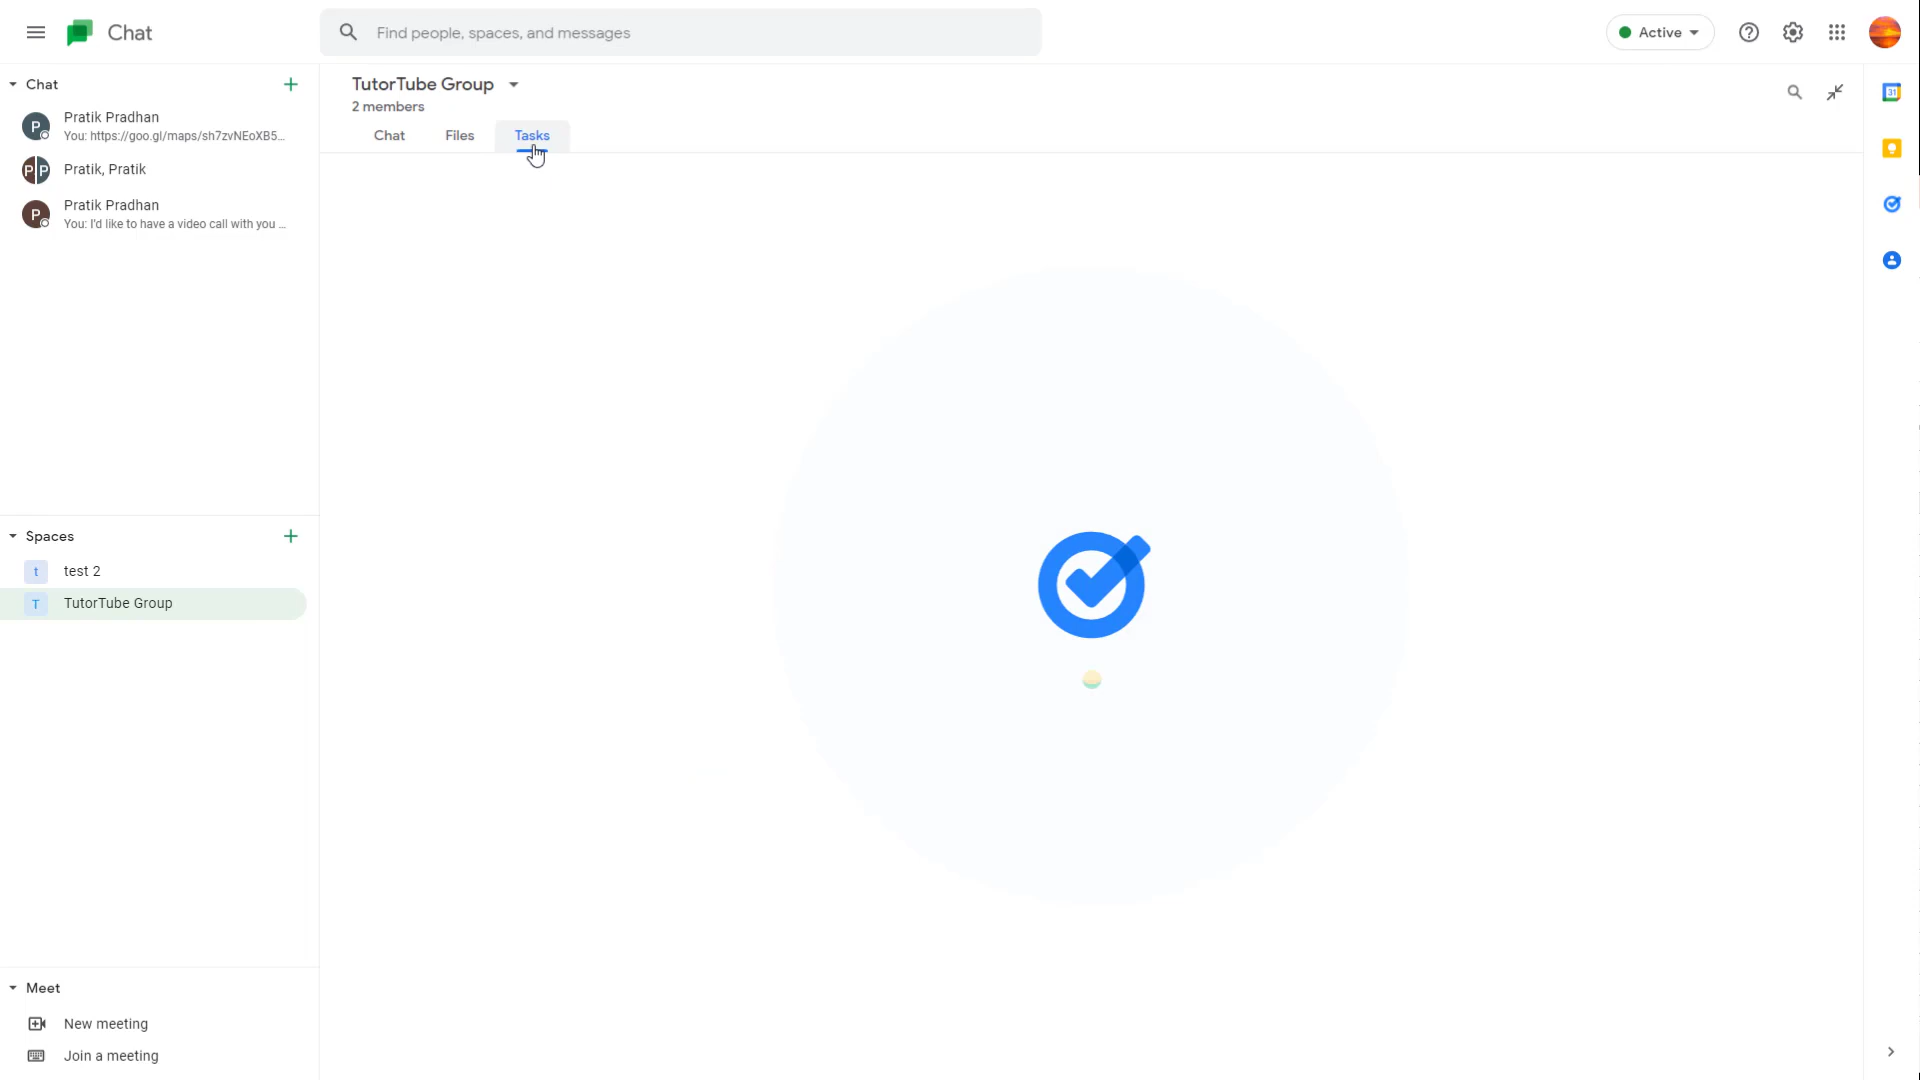 Chat
Find people, spaces, and messages
Active
Chat
Pratik Pradhan
You: https://goo.gl/maps/sh7zvNEoXB5...
Pratik, Pratik
Pratik Pradhan
You: I'd like to have a video call with you ...
P
P P
P
TutorTube Group
2 members
Chat Files Tasks
31
Spaces
t test 2
T TutorTube Group
Meet
New meeting
Join a meeting